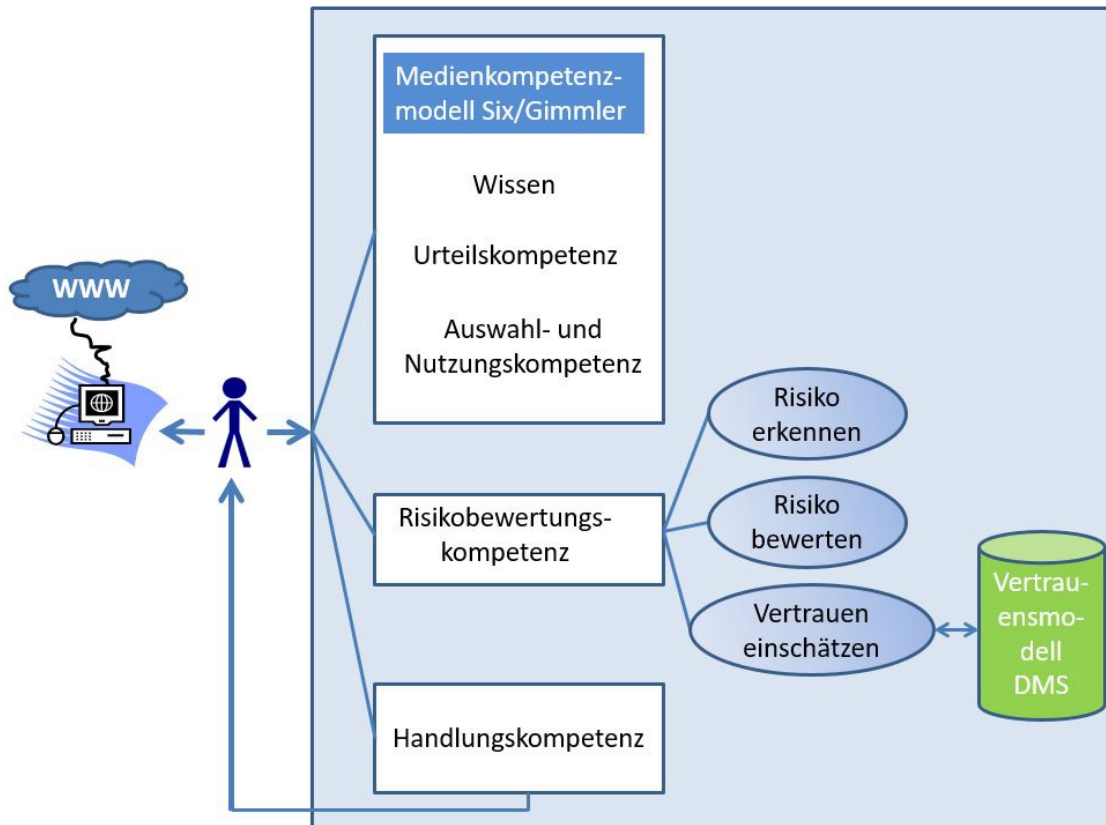 Medienkompetenz-
modell Six/Gimmler
Wissen
Urteilskompetenz
Auswahl- und
Nutzungskompetenz
WWW
Risiko
erkennen
Risikobewertungs-
kompetenz
Risiko
bewerten
Vertrauen
einschätzen
Vertrau-
ensmo-
dell
DMS
Handlungskompetenz